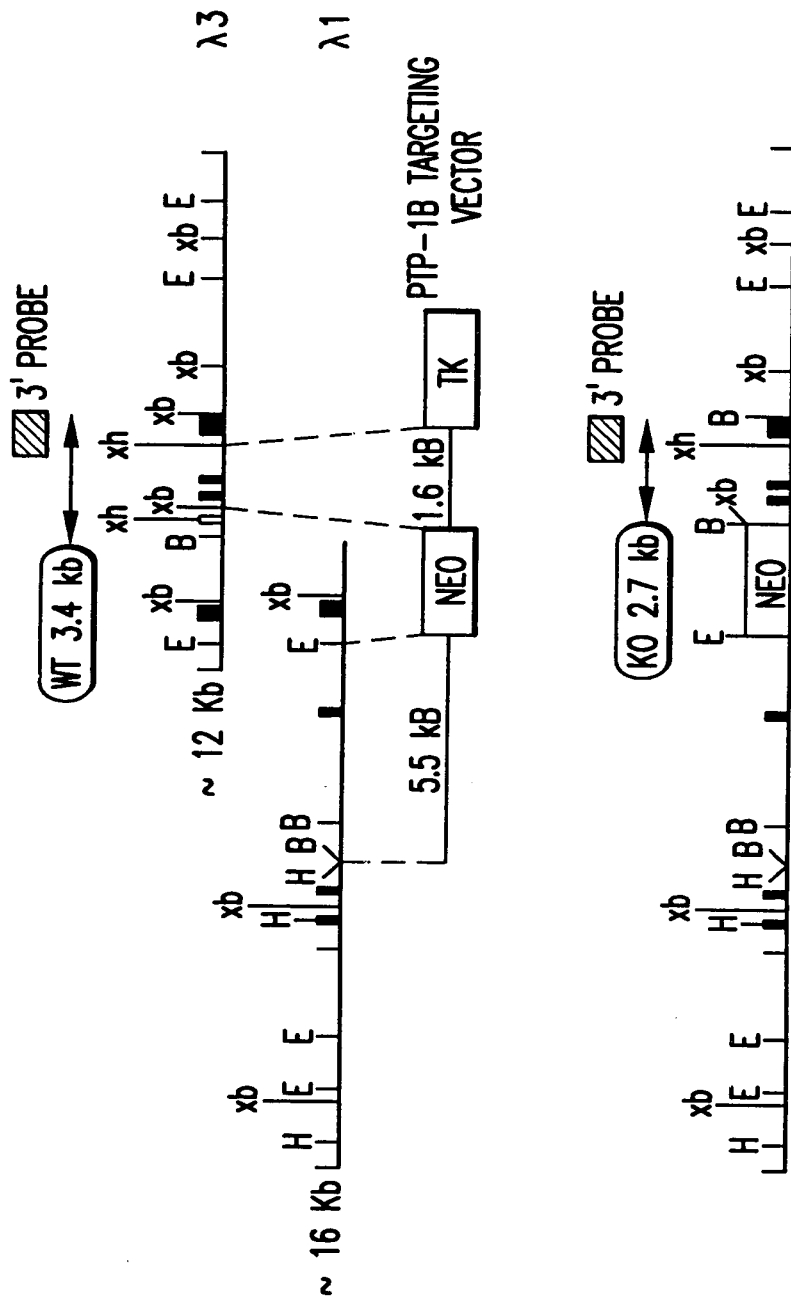 3' PROBE
WT 3.4 kb
xh
xh
xb
xb
xb
xb
xb
E
B
E
E
~ 12 Kb
λ3
H
xb
E
E
H
xb
H
B
B
E
xb
~ 16 Kb
λ1
5.5 kB
NEO
1.6 kB
TK
PTP-1B TARGETING
VECTOR
3' PROBE
KO 2.7 kb
H
xb
E
E
H
xb
H
B
B
E
NEO
B
xb
xh
B
xb
E
xb
E